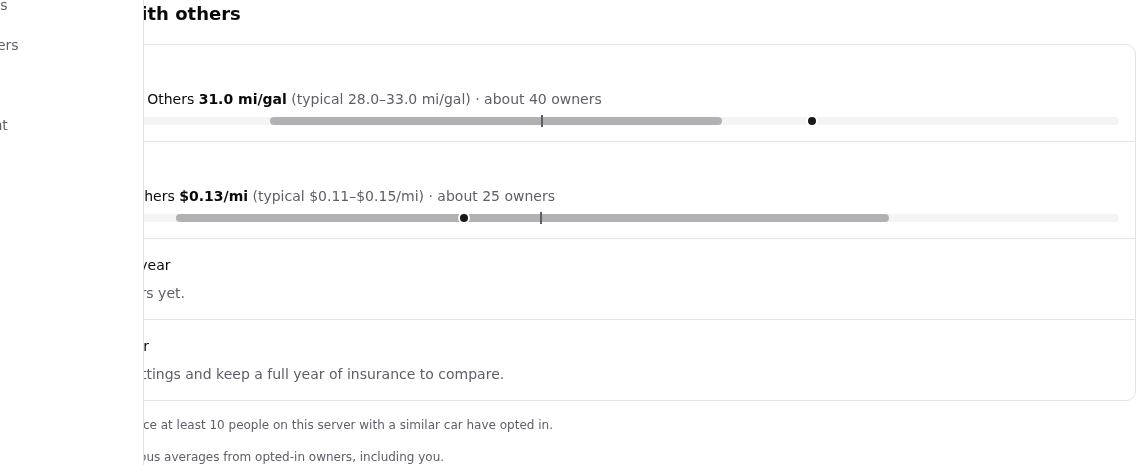 ith others
Others 31.0 mi/gal (typical 28.0–33.0 mi/gal) · about 40 owners
hers $0.13/mi (typical $0.11–$0.15/mi) · about 25 owners
year
rs yet.
r
ttings and keep a full year of insurance to compare.
ce at least 10 people on this server with a similar car have opted in.
ous averages from opted-in owners, including you.
s
ers
nt